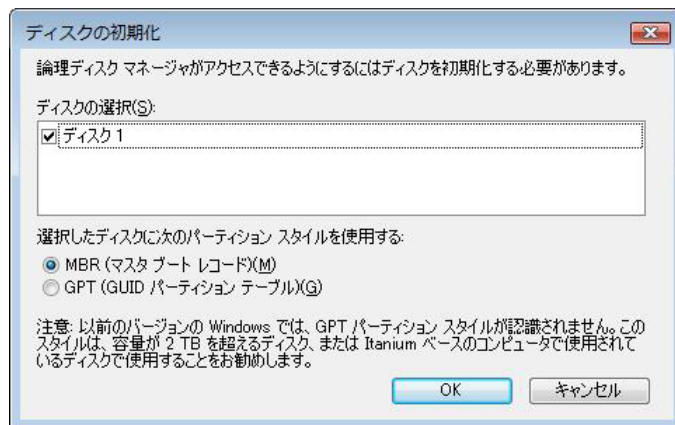 ディスクの初期化
論理ディスク マネージャがアクセスできるようにするにはディスクを初期化する必要があります。
ディスクの選択(S):
ディスク 1
選択したディスクに次のパーティション スタイルを使用する:
MBR (マスタ ブート レコード)(M)
GPT (GUID パーティション テーブル)(G)
注意: 以前のバージョンの Windows では、GPT パーティション スタイルが認識されません。この
スタイルは、容量が 2 TB を超えるディスク、または Itanium ベースのコンピュータで使用されて
いるディスクで使用することをお勧めします。
OK
キャンセル